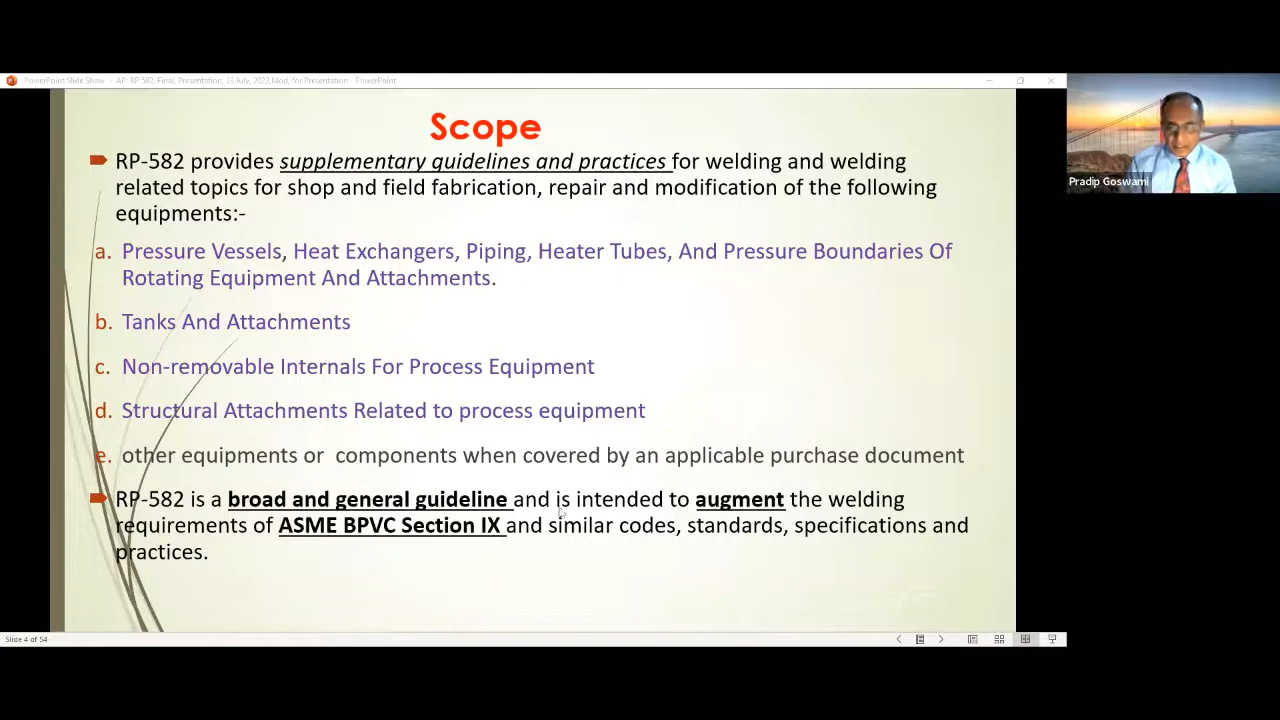 PowerPoint Slide Show - AP: RP 582, Final, Presentation, 23 July, 2022,Mod, for Presentation - PowerPoint
Scope
RP-582 provides supplementary guidelines and practices for welding and welding
related topics for shop and field fabrication, repair and modification of the following
equipments:-
a. Pressure Vessels, Heat Exchangers, Piping, Heater Tubes, And Pressure Boundaries Of
Rotating Equipment And Attachments.
b. Tanks And Attachments
c. Non-removable Internals For Process Equipment
d. Structural Attachments Related to process equipment
e. other equipments or components when covered by an applicable purchase document
RP-582 is a broad and general guideline and is intended to augment the welding
requirements of ASME BPVC Section IX and similar codes, standards, specifications and
practices.
Slide 4 of 54
Pradip Goswami